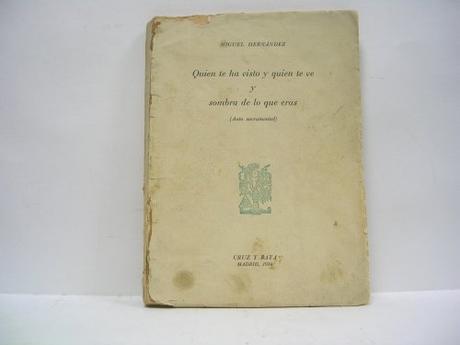 MIGUEL HERNANDEZ
Quien te ha visto y quien te ve
y
sombra de lo que eras
(Auto sacramental)
CRUZ Y RAYA
MADRID, 1934